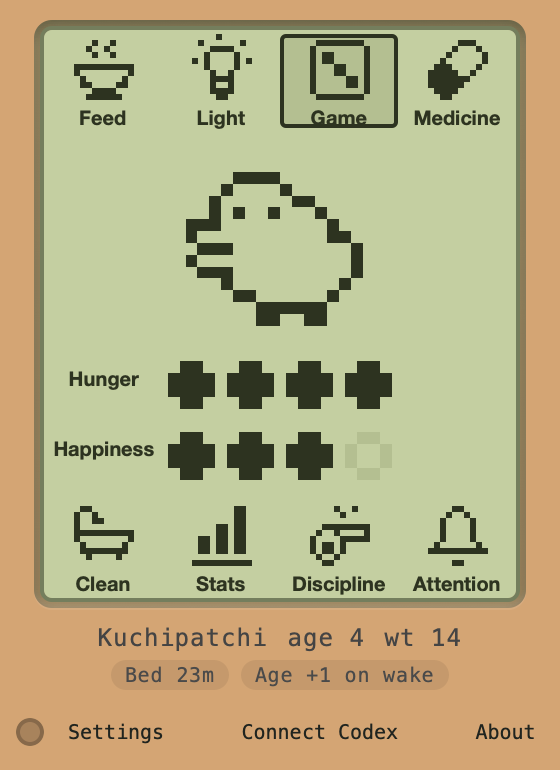 Feed Light Game Medicine
Hunger
Happiness
Clean Stats Discipline Attention
Kuchipatchi age 4 wt 14
Bed 23m Age +1 on wake
Settings Connect Codex About